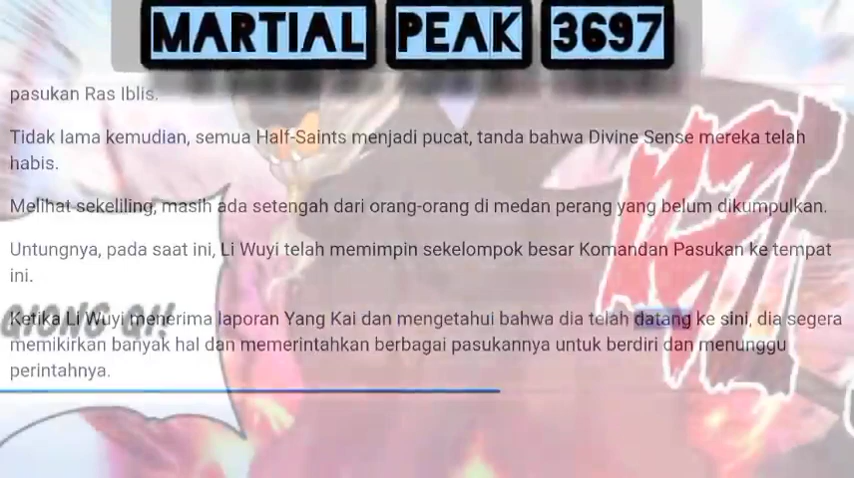 MARTIAL PEAK 3697
pasukan Ras Iblis.
Tidak lama kemudian, semua Half-Saints menjadi pucat, tanda bahwa Divine Sense mereka telah
habis.
Melihat sekeliling, masih ada setengah dari orang-orang di medan perang yang belum dikumpulkan.
Untungnya, pada saat ini, Li Wuyi telah memimpin sekelompok besar Komandan Pasukan ke tempat
ini.
QIONG QI!
Ketika Li Wuyi menerima laporan Yang Kai dan mengetahui bahwa dia telah datang ke sini, dia segera
memikirkan banyak hal dan memerintahkan berbagai pasukannya untuk berdiri dan menunggu
perintahnya.